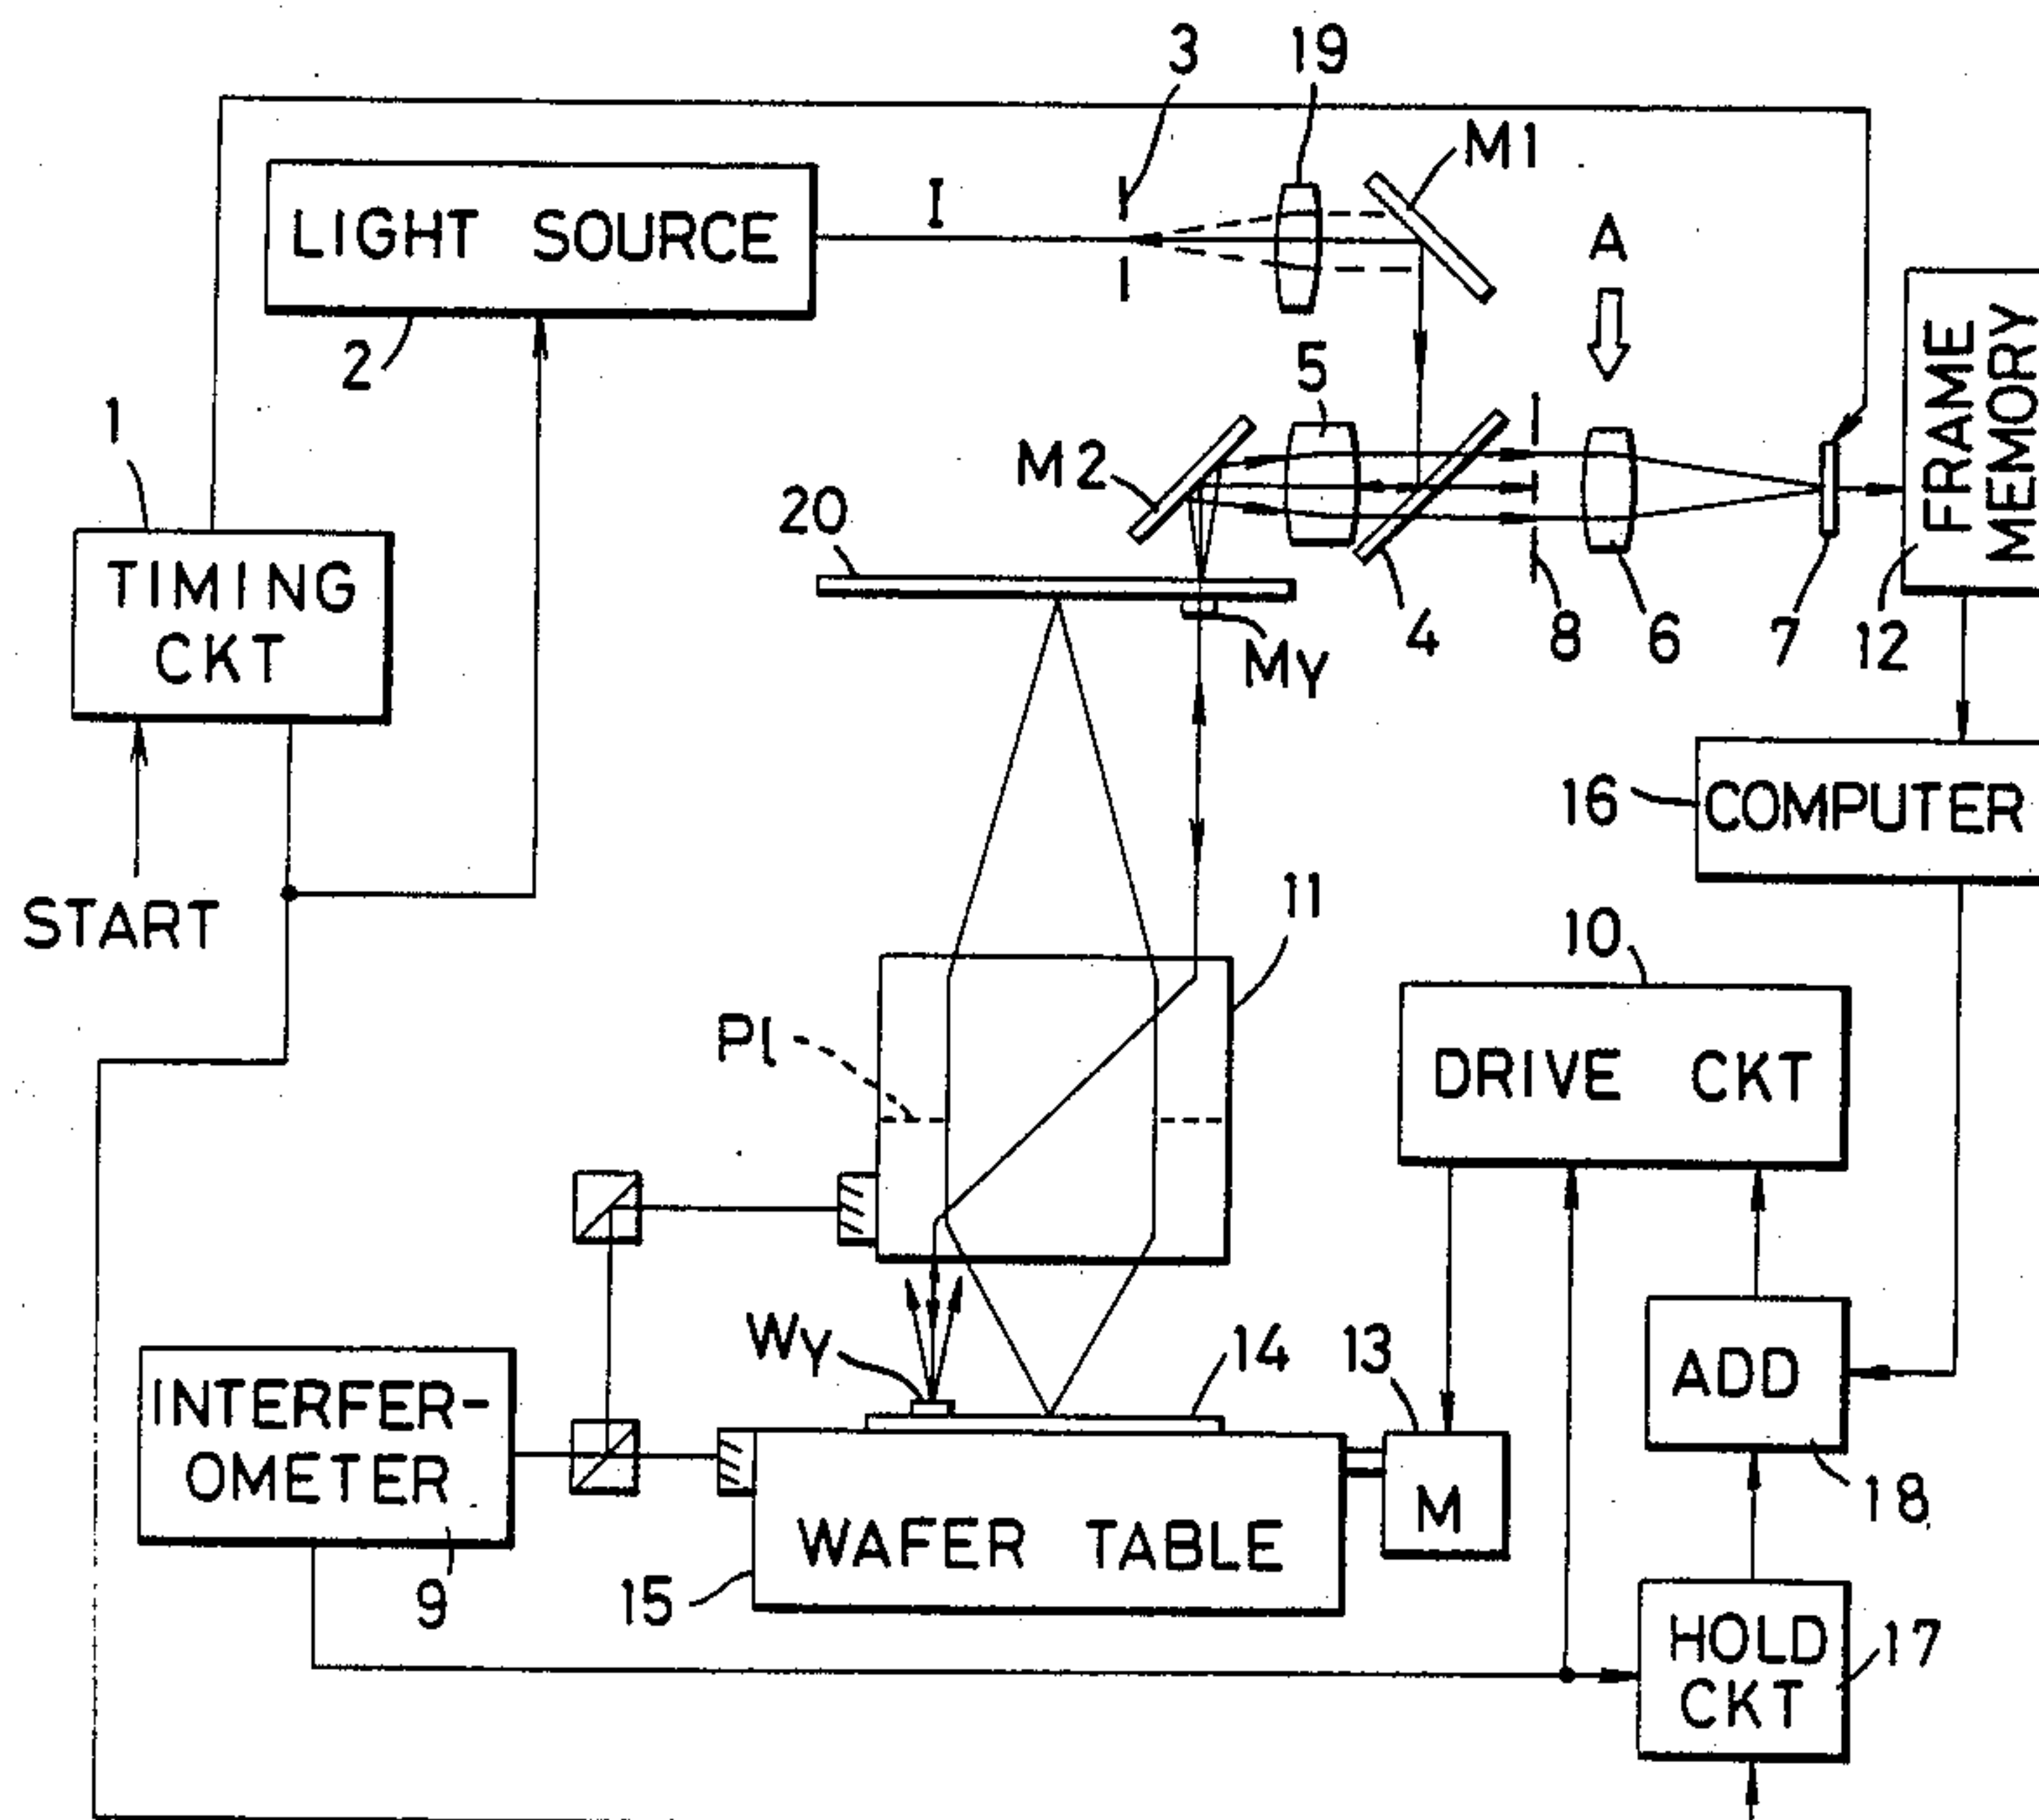 3
19
M1
LIGHT SOURCE
I
A
2
5
FRAME
MEMORY
1
M2
20
TIMING
CKT
4
8
6
7
12
MY
16
COMPUTER
START
11
10
Pl
DRIVE CKT
WY
14
13
ADD
INTERFER-
OMETER
18
M
WAFER TABLE
9
15
HOLD
CKT
17